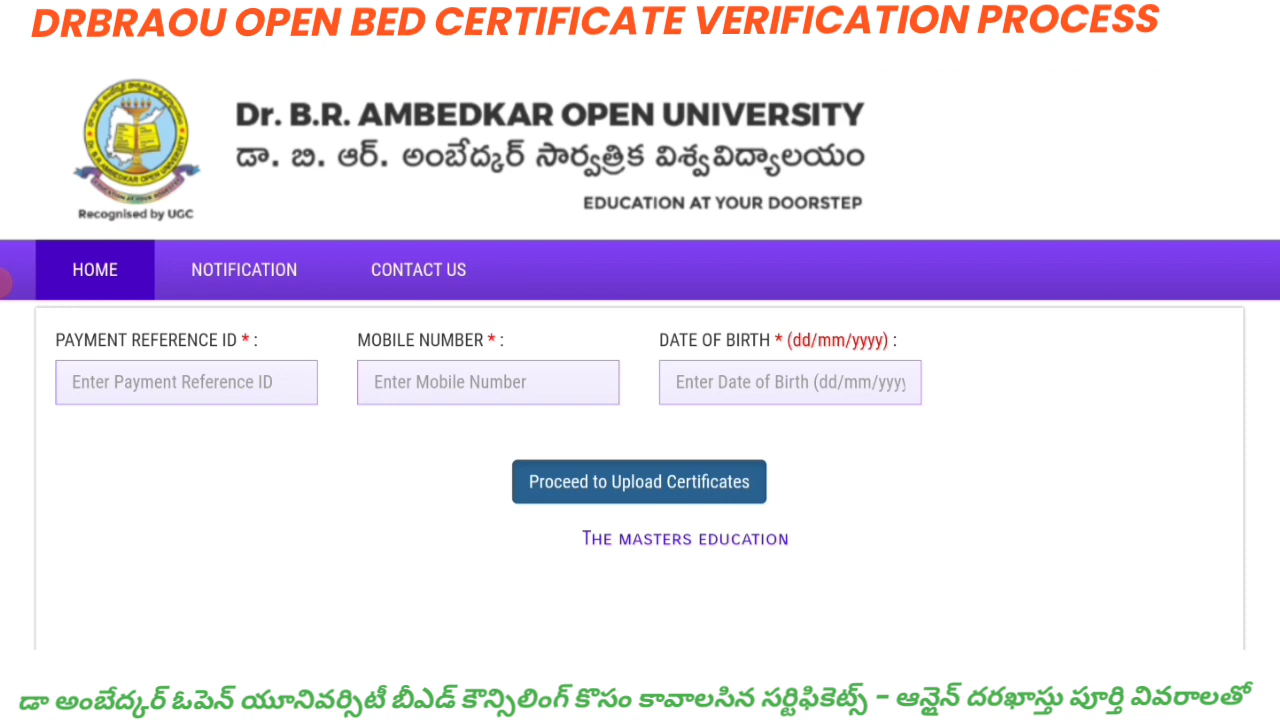 DRBRAOU OPEN BED CERTIFICATE VERIFICATION PROCESS
Dr. B.R. AMBEDKAR OPEN UNIVERSITY
డా. బి. ఆర్. అంబేద్కర్ సార్వత్రిక విశ్వవిద్యాలయం
EDUCATION AT YOUR DOORSTEP
Recognised by UGC
HOME NOTIFICATION CONTACT US
PAYMENT REFERENCE ID * : MOBILE NUMBER * : DATE OF BIRTH * (dd/mm/yyyy) :
Enter Payment Reference ID Enter Mobile Number Enter Date of Birth (dd/mm/yyyy
Proceed to Upload Certificates
THE MASTERS EDUCATION
డా అంబేద్కర్ ఓపెన్ యూనివర్సిటీ బీఎడ్ కౌన్సిలింగ్ కొసం కావాలసిన సర్టిఫికెట్స్ - ఆన్లైన్ దరఖాస్తు పూర్తి వివరాలతో